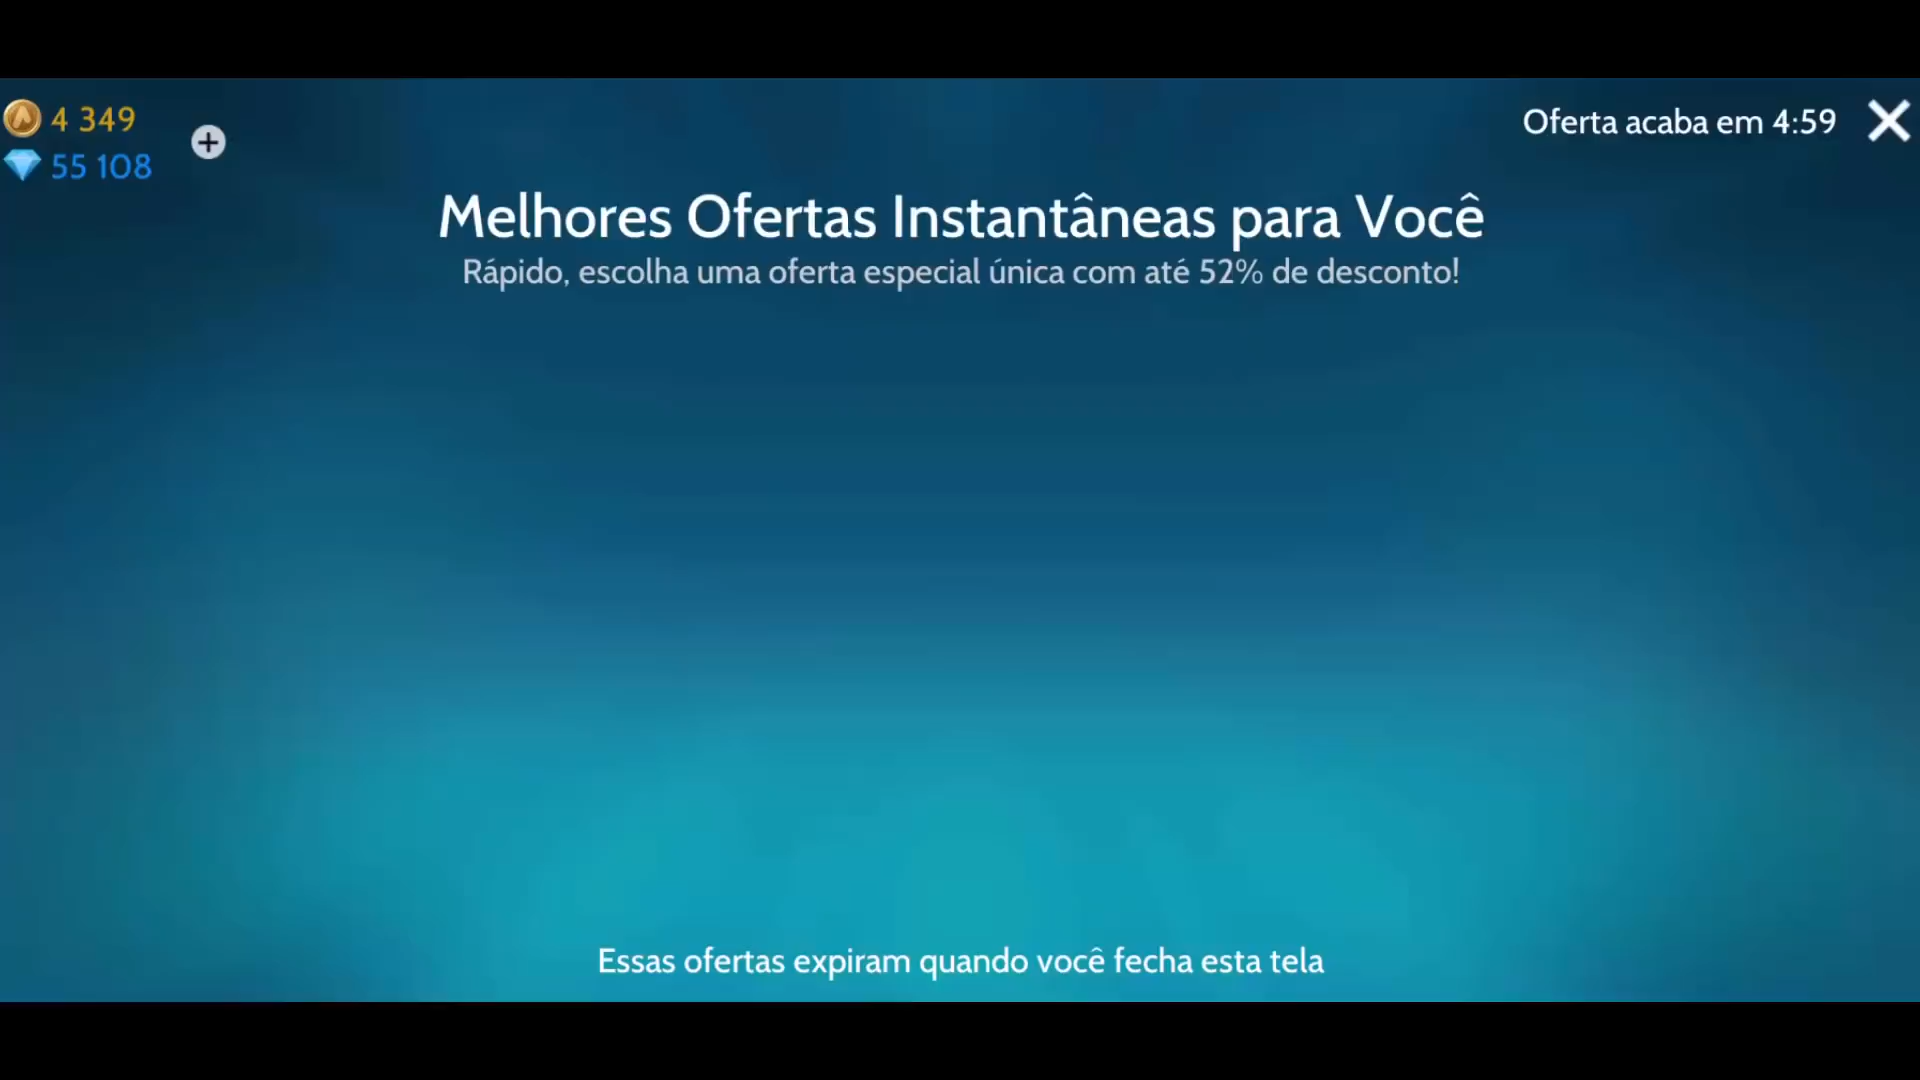 4 349
55 108
Oferta acaba em 4:59
Melhores Ofertas Instantâneas para Você
Rápido, escolha uma oferta especial única com até 52% de desconto!
Essas ofertas expiram quando você fecha esta tela